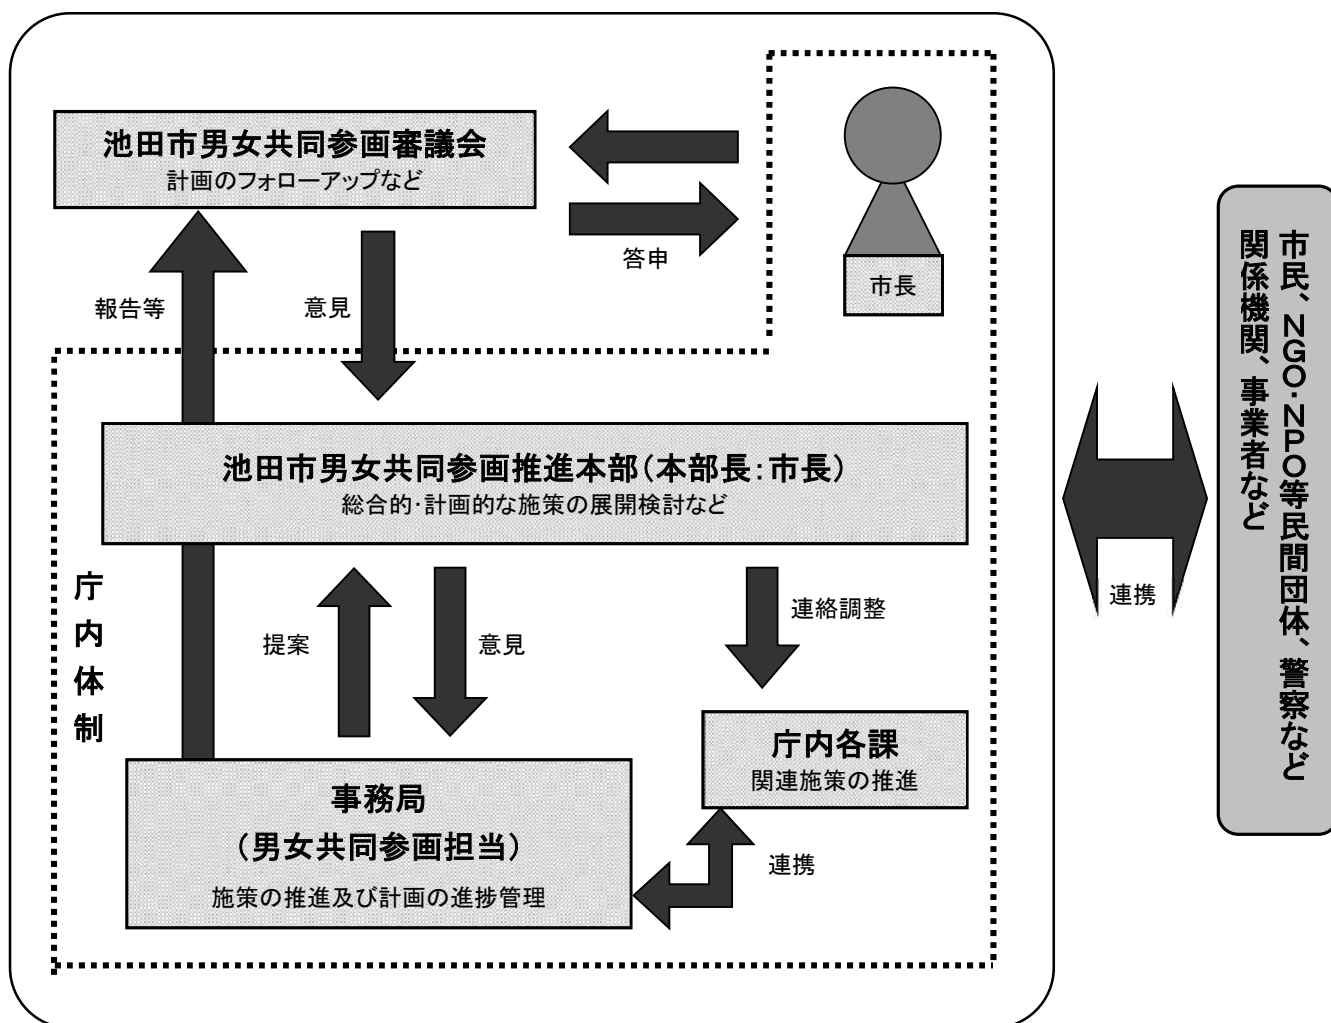 池田市男女共同参画審議会
計画のフォローアップなど
答申
市長
報告等
意見
池田市男女共同参画推進本部(本部長:市長)
総合的・計画的な施策の展開検討など
庁内体制
提案
意見
連絡調整
庁内各課
関連施策の推進
事務局
(男女共同参画担当)
施策の推進及び計画の進捗管理
連携
連携
市民、NGO・NPO等民間団体、警察など
関係機関、事業者など